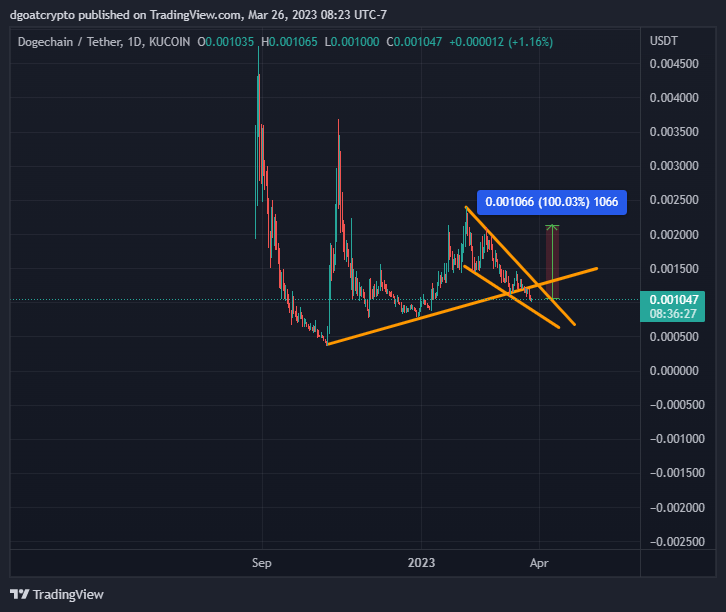 dgoatcrypto published on TradingView.com, Mar 26, 2023 08:23 UTC-7
Dogechain / Tether, 1D, KUCOIN O0.001035 H0.001065 L0.001000 C0.001047 +0.000012 (+1.16%)
USDT
0.004500
0.004000
0.003500
0.003000
0.002500
0.001066 (100.03%) 1066
0.002000
0.001500
0.001047
08:36:27
0.000500
0.000000
−0.000500
−0.001000
−0.001500
−0.002000
−0.002500
Sep 2023 Apr
TradingView